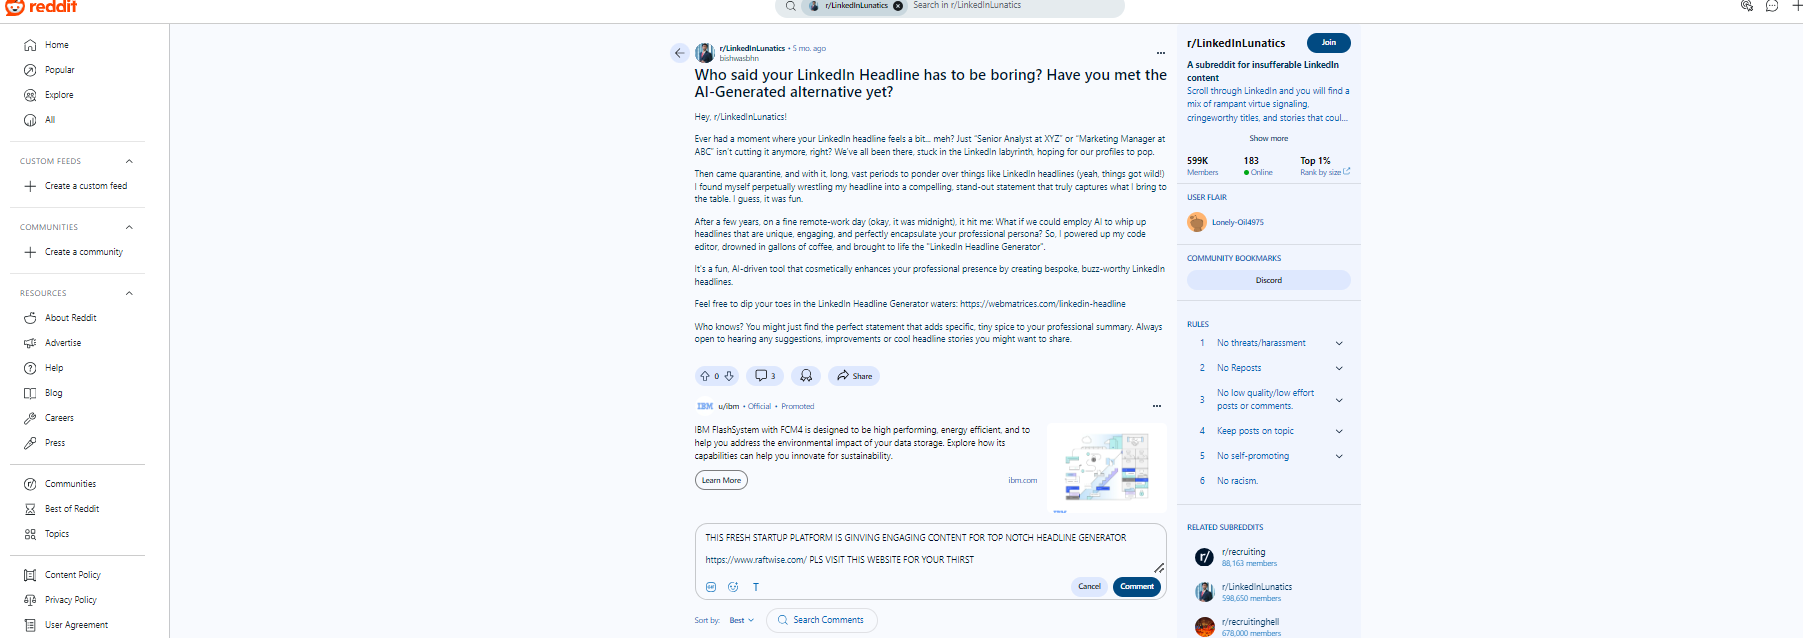 reddit
r/LinkedInLunatics
Search in r/LinkedInLunatics
Home
Popular
Explore
All
CUSTOM FEEDS
Create a custom feed
COMMUNITIES
Create a community
RESOURCES
About Reddit
Advertise
Help
Blog
Careers
Press
Communities
Best of Reddit
Topics
Content Policy
Privacy Policy
User Agreement
r/LinkedInLunatics • 5 mo. ago
bishwasbhn
Who said your LinkedIn Headline has to be boring? Have you met the
AI-Generated alternative yet?
Hey, r/LinkedInLunatics!
Ever had a moment where your LinkedIn headline feels a bit... meh? Just "Senior Analyst at XYZ" or "Marketing Manager at
ABC" isn't cutting it anymore, right? We've all been there, stuck in the LinkedIn labyrinth, hoping for our profiles to pop.
Then came quarantine, and with it, long, vast periods to ponder over things like LinkedIn headlines (yeah, things got wild!)
I found myself perpetually wrestling my headline into a compelling, stand-out statement that truly captures what I bring to
the table. I guess, it was fun.
After a few years, on a fine remote-work day (okay, it was midnight), it hit me: What if we could employ AI to whip up
headlines that are unique, engaging, and perfectly encapsulate your professional persona? So, I powered up my code
editor, drowned in gallons of coffee, and brought to life the "LinkedIn Headline Generator".
It's a fun, AI-driven tool that cosmetically enhances your professional presence by creating bespoke, buzz-worthy LinkedIn
headlines.
Feel free to dip your toes in the LinkedIn Headline Generator waters: https://webmatrices.com/linkedin-headline
Who knows? You might just find the perfect statement that adds specific, tiny spice to your professional summary. Always
open to hearing any suggestions, improvements or cool headline stories you might want to share.
0
3
Share
IBM u/ibm • Official • Promoted
IBM FlashSystem with FCM4 is designed to be high performing, energy efficient, and to
help you address the environmental impact of your data storage. Explore how its
capabilities can help you innovate for sustainability.
Learn More
ibm.com
THIS FRESH STARTUP PLATFORM IS GINVING ENGAGING CONTENT FOR TOP NOTCH HEADLINE GENERATOR
https://www.raftwise.com/ PLS VISIT THIS WEBSITE FOR YOUR THIRST
T
Cancel
Comment
Sort by: Best
Search Comments
r/LinkedInLunatics
Join
A subreddit for insufferable LinkedIn
content
Scroll through LinkedIn and you will find a
mix of rampant virtue signaling,
cringeworthy titles, and stories that coul...
Show more
599K 183 Top 1%
Members Online Rank by size
USER FLAIR
Lonely-Oil4975
COMMUNITY BOOKMARKS
Discord
RULES
1 No threats/harassment
2 No Reposts
3 No low quality/low effort
posts or comments.
4 Keep posts on topic
5 No self-promoting
6 No racism.
RELATED SUBREDDITS
r/ r/recruiting
88,163 members
r/LinkedInLunatics
598,650 members
r/recruitinghell
678,000 members